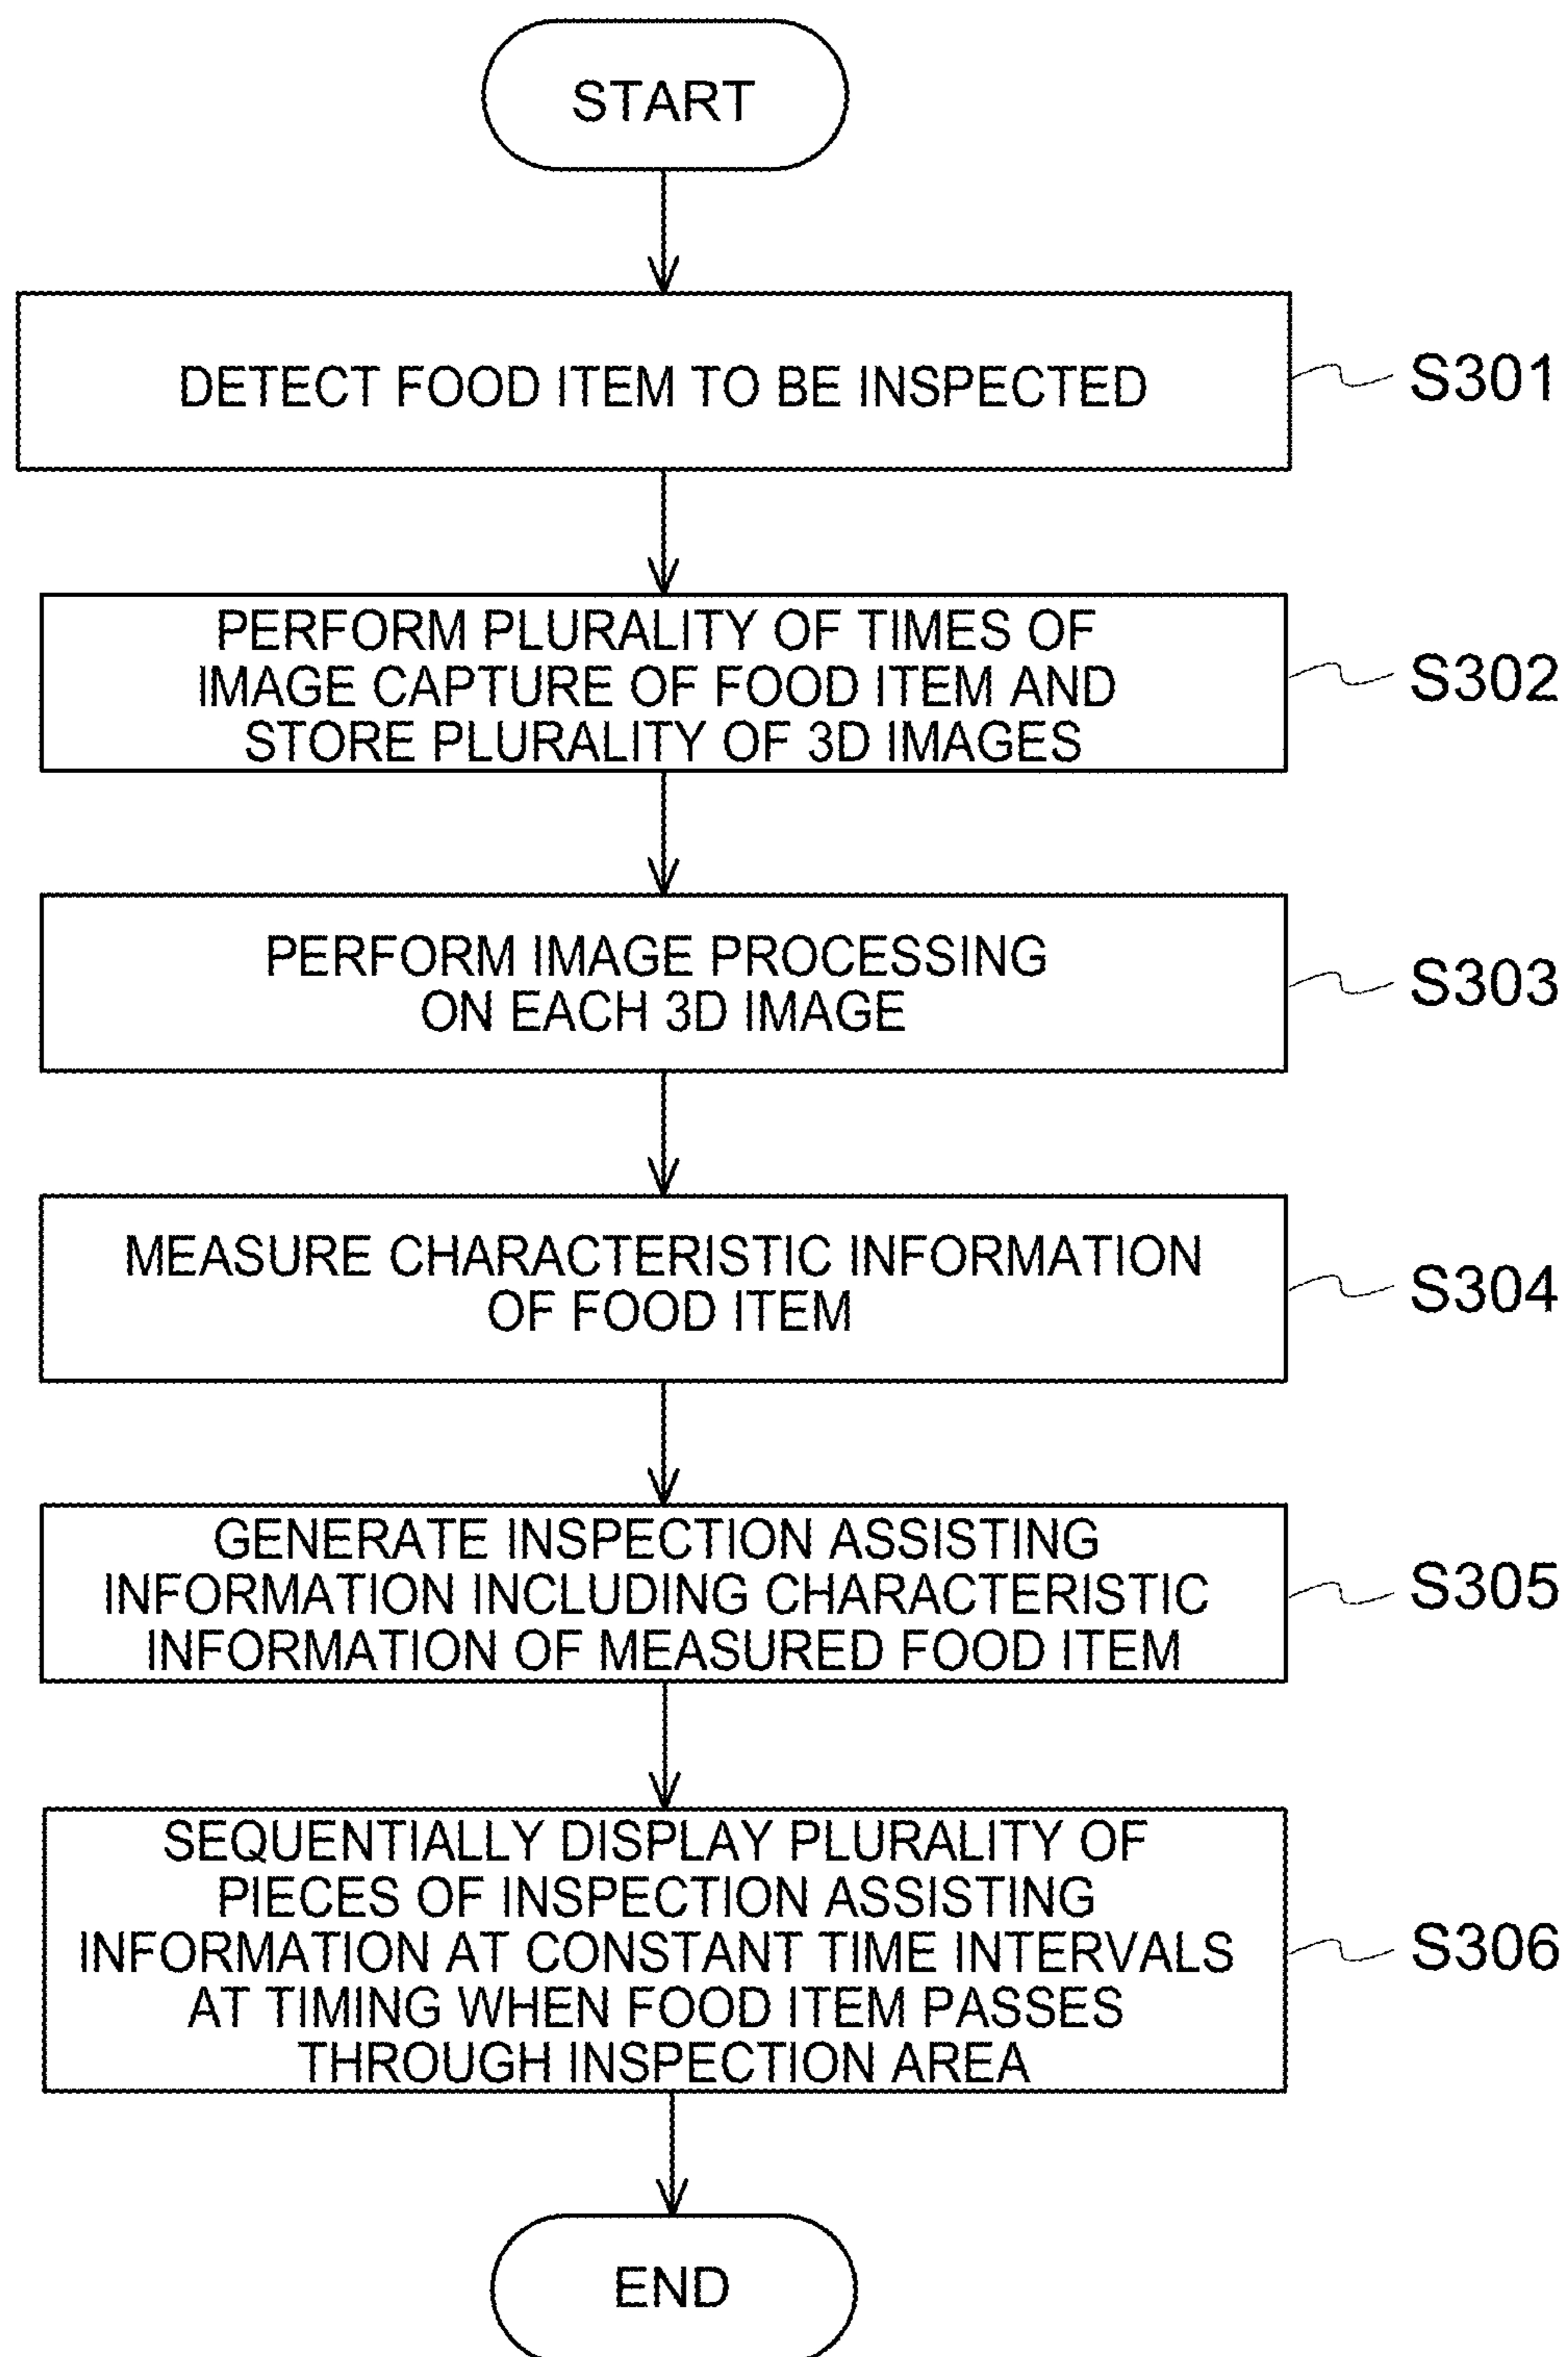 START
DETECT FOOD ITEM TO BE INSPECTED
S301
PERFORM PLURALITY OF TIMES OF
IMAGE CAPTURE OF FOOD ITEM AND
STORE PLURALITY OF 3D IMAGES
S302
PERFORM IMAGE PROCESSING
ON EACH 3D IMAGE
S303
MEASURE CHARACTERISTIC INFORMATION
OF FOOD ITEM
S304
GENERATE INSPECTION ASSISTING
INFORMATION INCLUDING CHARACTERISTIC
INFORMATION OF MEASURED FOOD ITEM
S305
SEQUENTIALLY DISPLAY PLURALITY OF
PIECES OF INSPECTION ASSISTING
INFORMATION AT CONSTANT TIME INTERVALS
AT TIMING WHEN FOOD ITEM PASSES
THROUGH INSPECTION AREA
S306
END